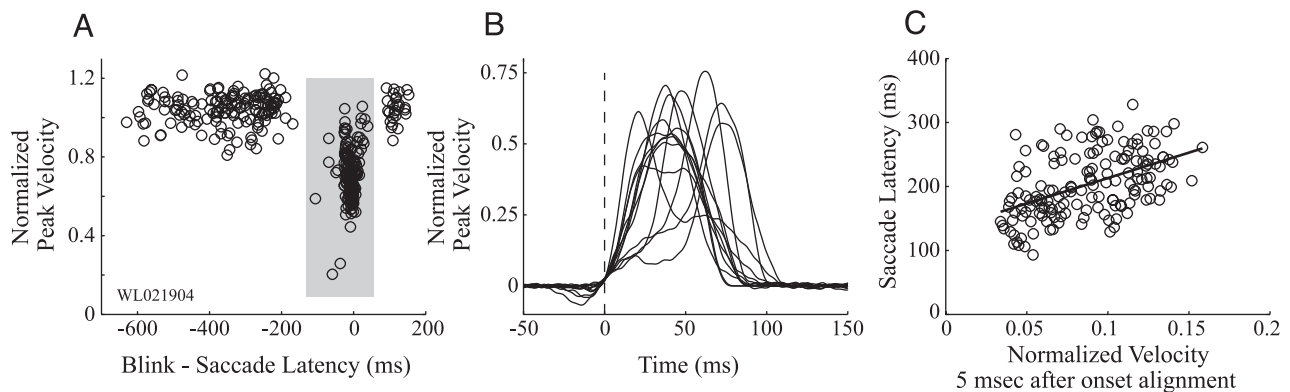 A
1.2
0.8
0.4
0
Normalized
Peak Velocity
WL021904
-600 -400 -200 0 200
Blink - Saccade Latency (ms)
B
0.75
0.5
0.25
0
Normalized
Peak Velocity
-50 0 50 100 150
Time (ms)
C
400
300
200
100
0
Saccade Latency (ms)
0 0.05 0.1 0.15 0.2
Normalized Velocity
5 msec after onset alignment